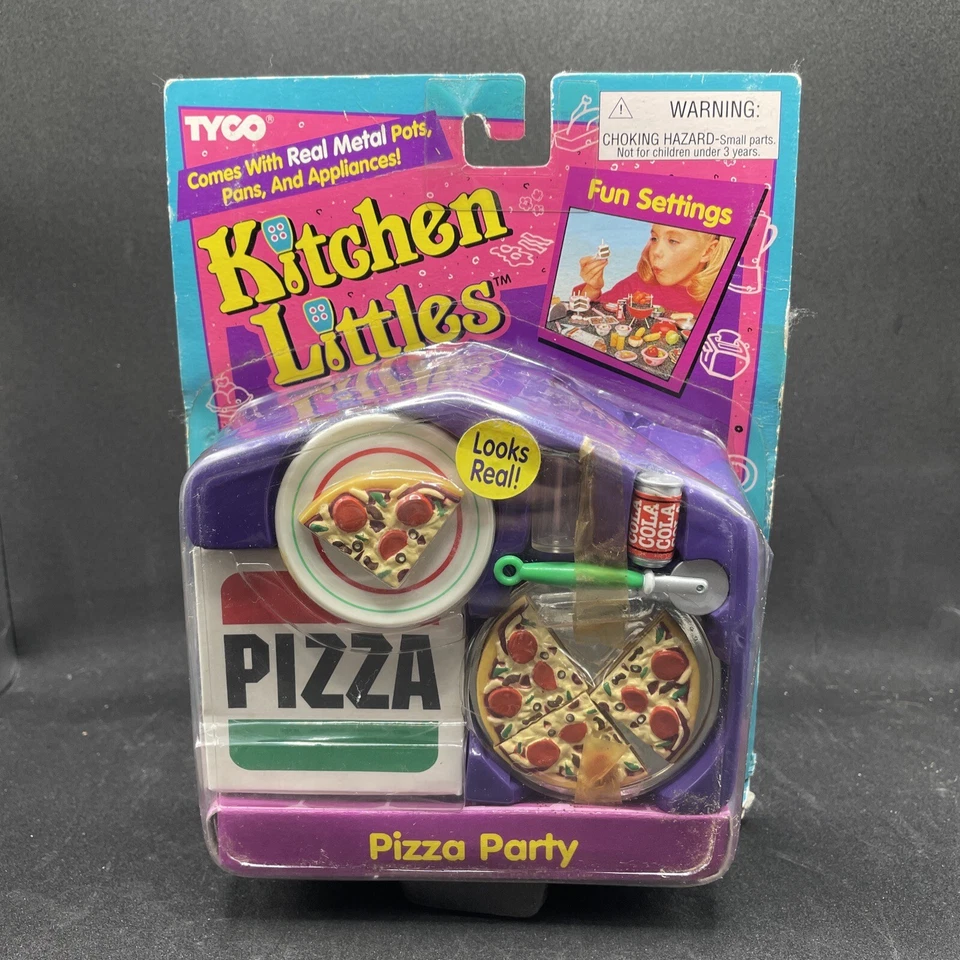 TYCO®
Comes With Real Metal Pots,
Pans, And Appliances!
Kitchen
Littles™
WARNING:
CHOKING HAZARD-Small parts.
Not for children under 3 years.
Fun Settings
Looks
Real!
COLA
COLA
COLA
PIZZA
Pizza Party